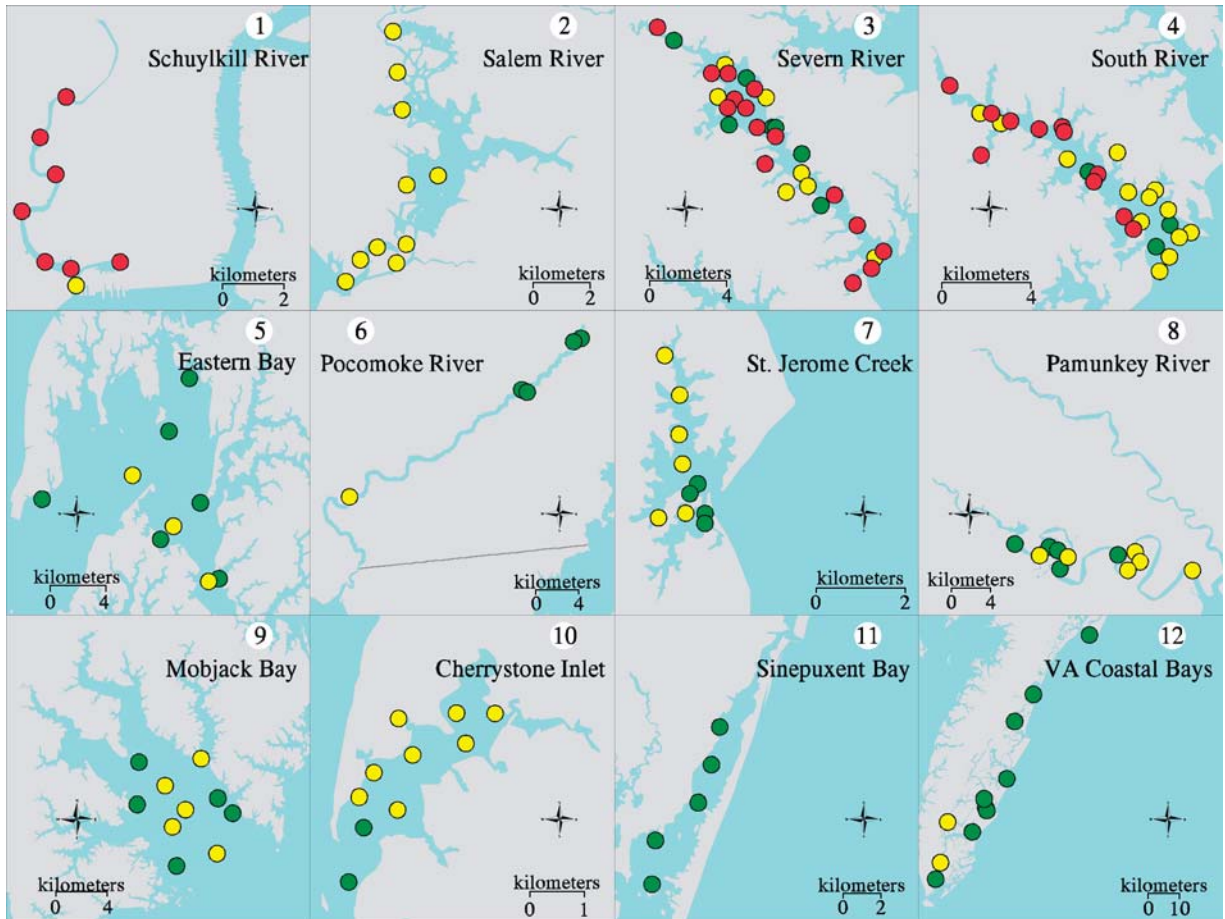 1
Schuylkill River
kilometers
0 2
2
Salem River
kilometers
0 2
3
Severn River
kilometers
0 4
4
South River
kilometers
0 4
5
Eastern Bay
kilometers
0 4
6
Pocomoke River
kilometers
0 4
7
St. Jerome Creek
kilometers
0 2
8
Pamunkey River
kilometers
0 4
9
Mobjack Bay
kilometers
0 4
10
Cherrystone Inlet
kilometers
0 1
11
Sinepuxent Bay
kilometers
0 2
12
VA Coastal Bays
kilometers
0 10